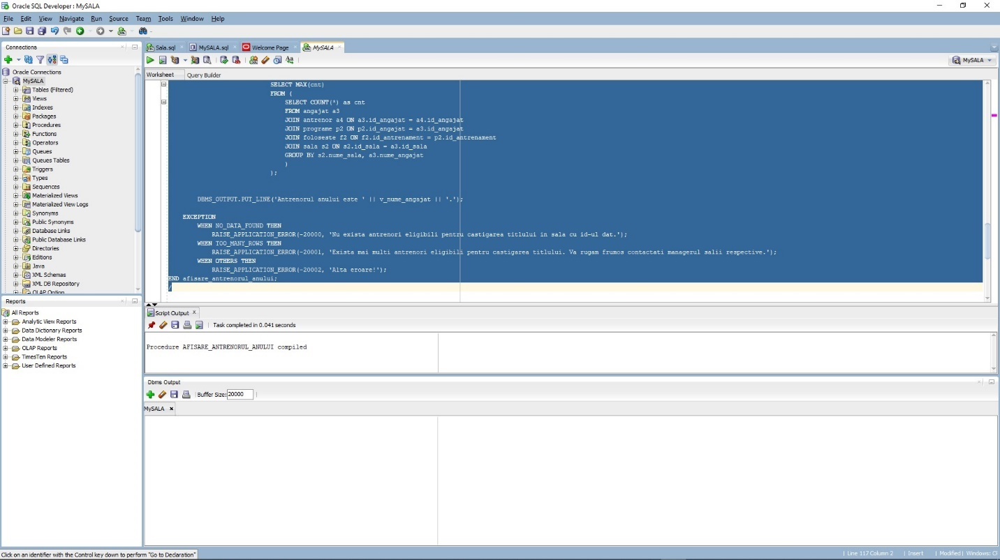 Oracle SQL Developer : MySALA
File Edit View Navigate Run Source Team Tools Window Help
Connections
Oracle Connections
MySALA
Tables (Filtered)
Views
Indexes
Packages
Procedures
Functions
Operators
Queues
Queues Tables
Triggers
Types
Sequences
Materialized Views
Materialized View Logs
Synonyms
Public Synonyms
Database Links
Public Database Links
Directories
Editions
Java
XML Schemas
XML DB Repository
OLAP Option
Reports
All Reports
Analytic View Reports
Data Dictionary Reports
Data Modeler Reports
OLAP Reports
TimesTen Reports
User Defined Reports
Sala.sql MySALA.sql Welcome Page MySALA
MySALA
Worksheet Query Builder
SELECT MAX(cnt)
FROM (
SELECT COUNT(*) as cnt
FROM angajat a3
JOIN antrenor a4 ON a3.id_angajat = a4.id_angajat
JOIN programe p2 ON p2.id_angajat = a3.id_angajat
JOIN foloseste f2 ON f2.id_antrenament = p2.id_antrenament
JOIN sala s2 ON s2.id_sala = a3.id_sala
GROUP BY s2.nume_sala, a3.nume_angajat
)
);
DBMS_OUTPUT.PUT_LINE('Antrenorul anului este ' || v_nume_angajat || '.');
EXCEPTION
WHEN NO_DATA_FOUND THEN
RAISE_APPLICATION_ERROR(-20000, 'Nu exista antrenori eligibili pentru castigarea titlului in sala cu id-ul dat.');
WHEN TOO_MANY_ROWS THEN
RAISE_APPLICATION_ERROR(-20001, 'Exista mai multi antrenori eligibili pentru castigarea titlului. Va rugam frumos contactati managerul salii respective.');
WHEN OTHERS THEN
RAISE_APPLICATION_ERROR(-20002, 'Alta eroare!');
END afisare_antrenorul_anului;
/
Script Output x
Task completed in 0.041 seconds
Procedure AFISARE_ANTRENORUL_ANULUI compiled
Dbms Output
Buffer Size: 20000
MySALA x
Click on an identifier with the Control key down to perform "Go to Declaration"
| Line 117 Column 2 | Insert | Modified | Windows: Cl